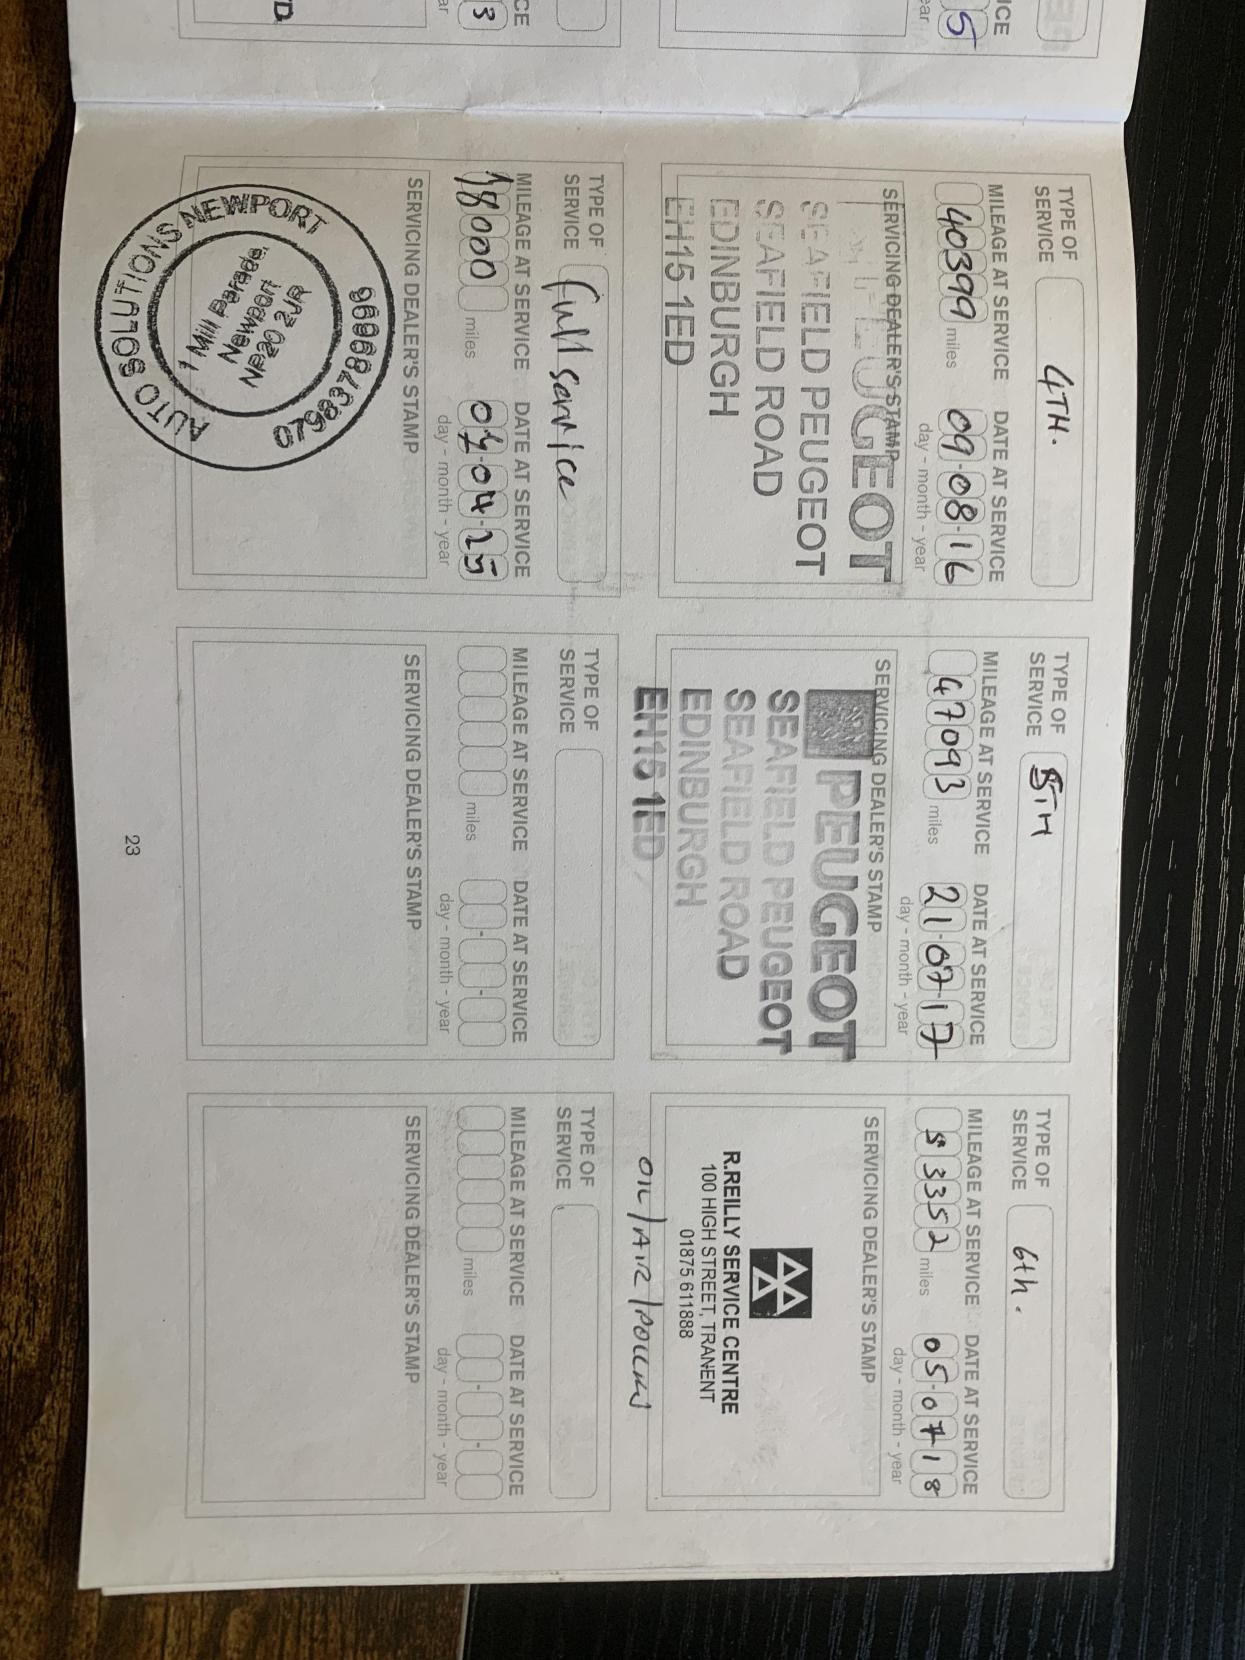 TYPE OF
SERVICE
4TH.
MILEAGE AT SERVICE
DATE AT SERVICE
40399
miles
09-08-16
day - month - year
SERVICING DEALER'S STAMP
PEUGEOT
SEAFIELD PEUGEOT
SEAFIELD ROAD
EDINBURGH
EH15 1ED
TYPE OF
SERVICE
5TH
MILEAGE AT SERVICE
DATE AT SERVICE
47093
miles
21-07-17
day - month - year
SERVICING DEALER'S STAMP
PEUGEOT
SEAFIELD PEUGEOT
SEAFIELD ROAD
EDINBURGH
EH15 1ED
TYPE OF
SERVICE
6th.
MILEAGE AT SERVICE
DATE AT SERVICE
53352
miles
05-07-18
day - month - year
SERVICING DEALER'S STAMP
R.REILLY SERVICE CENTRE
100 HIGH STREET, TRANENT
01875 611888
OIL/AIR/POLLEN
TYPE OF
SERVICE
full service
MILEAGE AT SERVICE
DATE AT SERVICE
miles
04-25
day - month - year
SERVICING DEALER'S STAMP
AUTO SOLUTIONS NEWPORT
1 Mill Parade
Newport
TYPE OF
SERVICE
MILEAGE AT SERVICE
DATE AT SERVICE
miles
day - month - year
SERVICING DEALER'S STAMP
TYPE OF
SERVICE
MILEAGE AT SERVICE
DATE AT SERVICE
miles
day - month - year
SERVICING DEALER'S STAMP
23